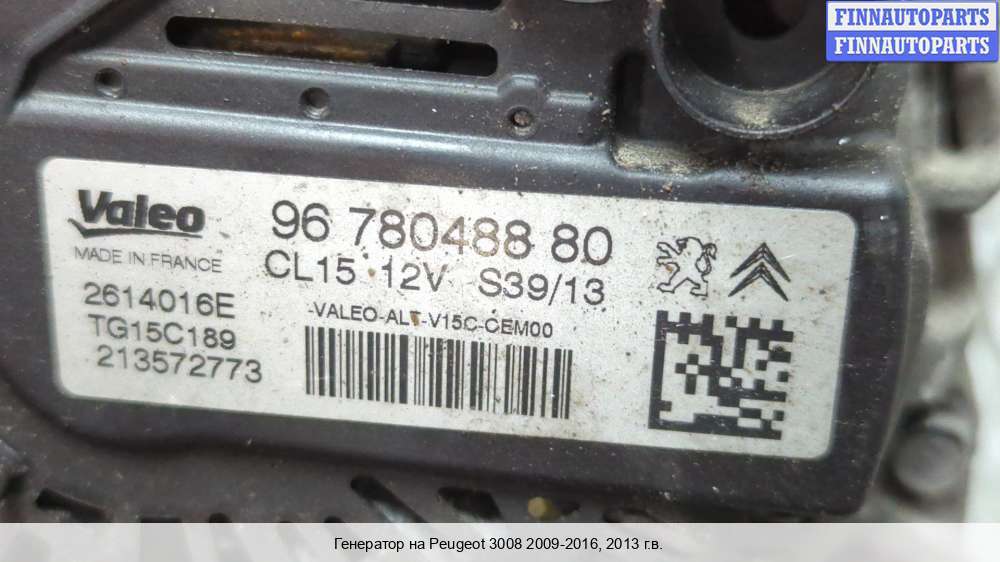 FINNAUTOPARTS
FINNAUTOPARTS
Valeo
MADE IN FRANCE
2614016E
TG15C189
213572773
96 780488 80
CL15 12V S39/13
-VALEO-ALT-V15C-CEM00
Генератор на Peugeot 3008 2009-2016, 2013 г.в.